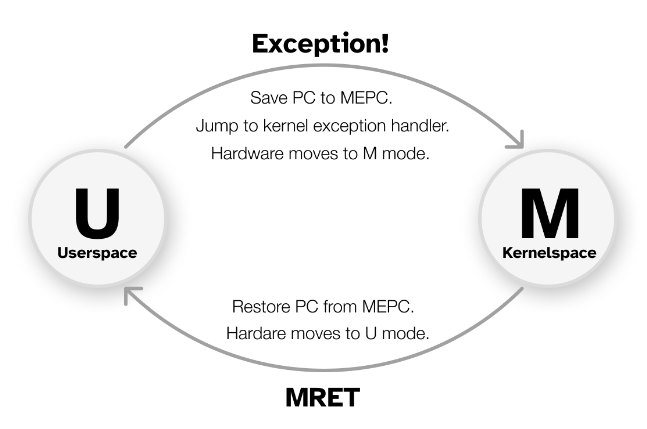 Exception!
Save PC to MEPC.
Jump to kernel exception handler.
Hardware moves to M mode.
U
Userspace
M
Kernelspace
Restore PC from MEPC.
Hardare moves to U mode.
MRET